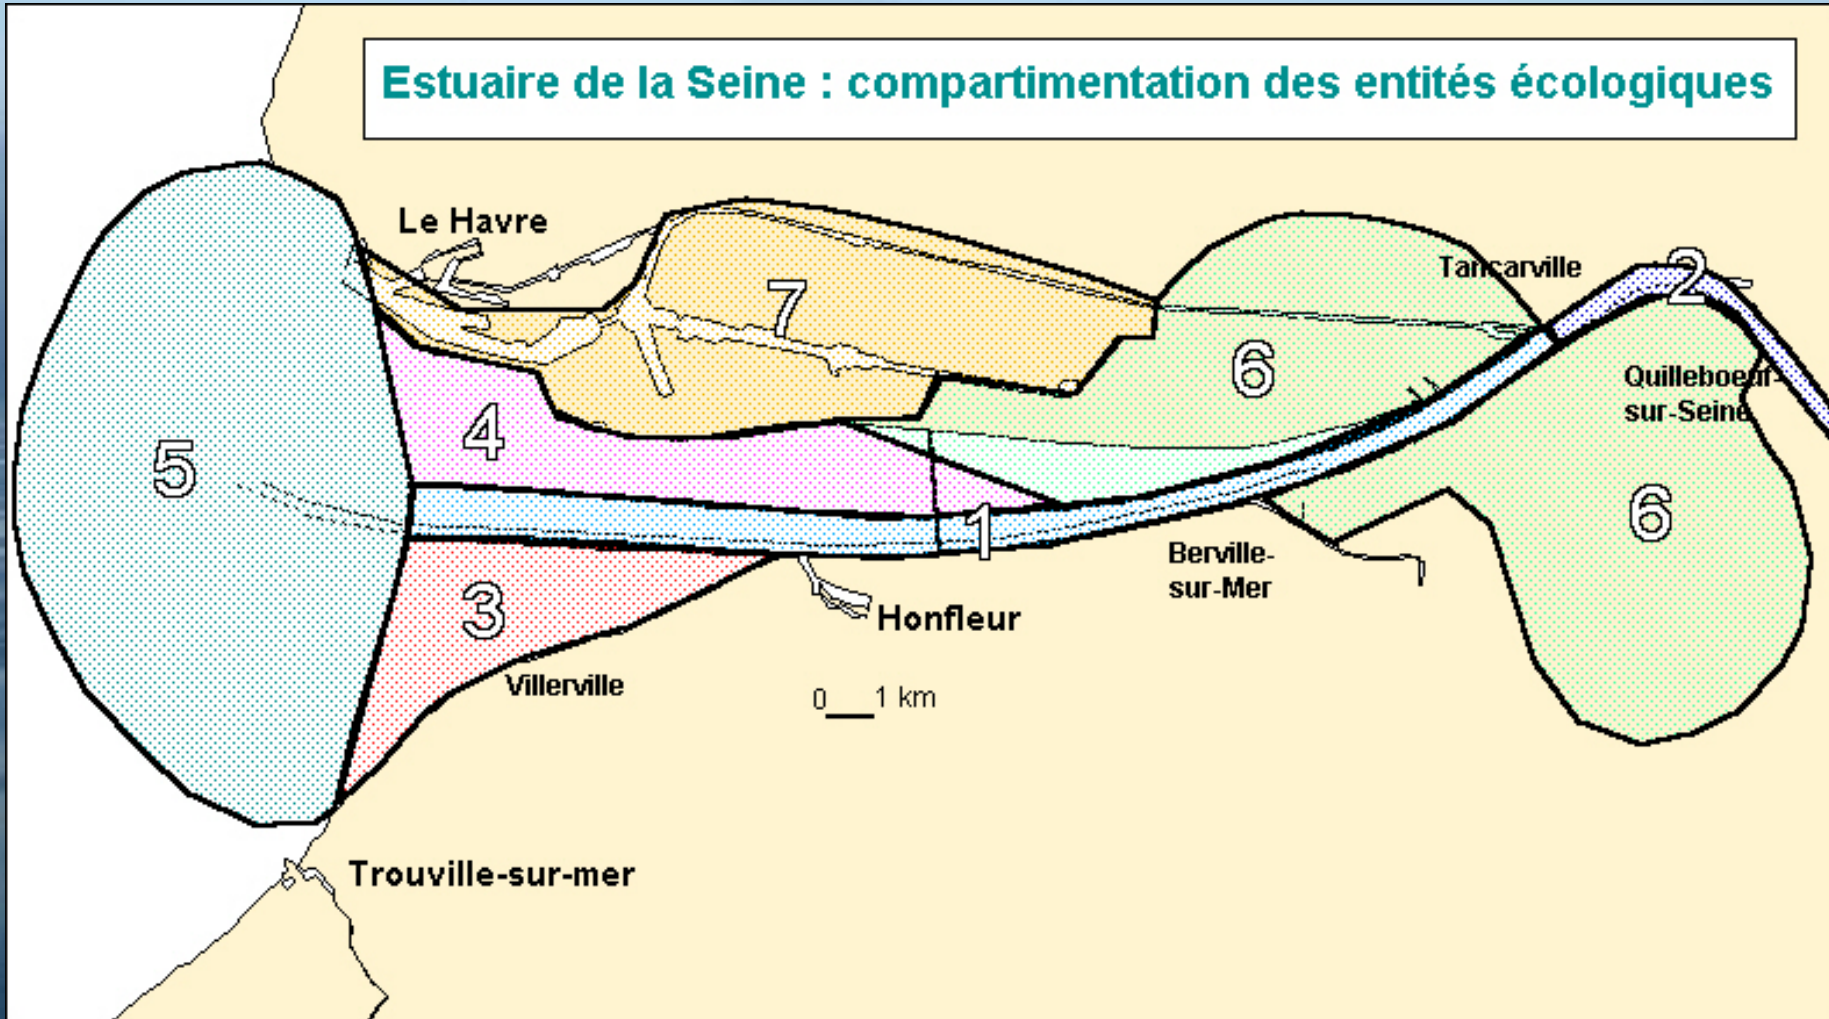 Estuaire de la Seine : compartimentation des entités écologiques
Le Havre
Tancarville
2
7
6
Quilleboeuf-
sur-Seine
4
5
6
1
Berville-
sur-Mer
3
Honfleur
Villerville
0 1 km
Trouville-sur-mer